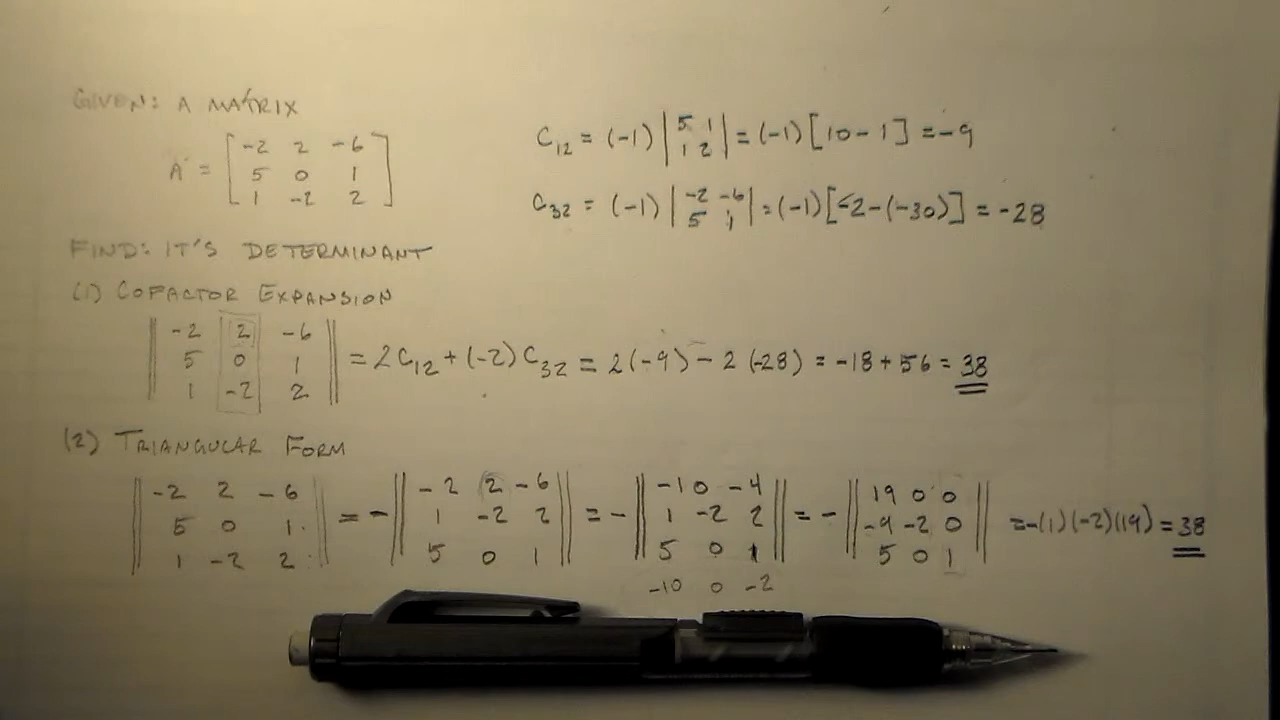 GIVEN: A MATRIX
A = [ -2 2 -6
5 0 1
1 -2 2 ]
C12 = (-1) | 5 1
1 2 | = (-1) [10 - 1] = -9
C32 = (-1) | -2 -6
5 1 | = (-1) [-2 - (-30)] = -28
FIND: IT'S DETERMINANT
(1) COFACTOR EXPANSION
|| -2 2 -6
5 0 1
1 -2 2 || = 2C12 + (-2) C32 = 2(-9) - 2(-28) = -18 + 56 = 38
(2) TRIANGULAR FORM
|| -2 2 -6
5 0 1
1 -2 2 || = - || -2 2 -6
1 -2 2
5 0 1 || = - || -1 0 -4
1 -2 2
5 0 1 || = - || 19 0 0
-9 -2 0
5 0 1 || = -(1)(-2)(19) = 38
-10 0 -2